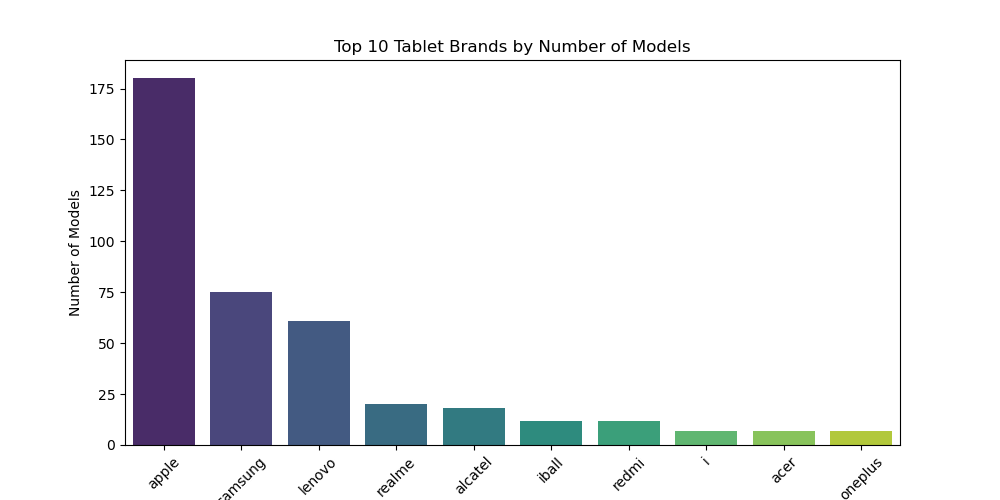 Top 10 Tablet Brands by Number of Models
Number of Models
175
150
125
100
75
50
25
0
apple
amsung
lenovo
realme
alcatel
iball
redmi
i
acer
oneplus